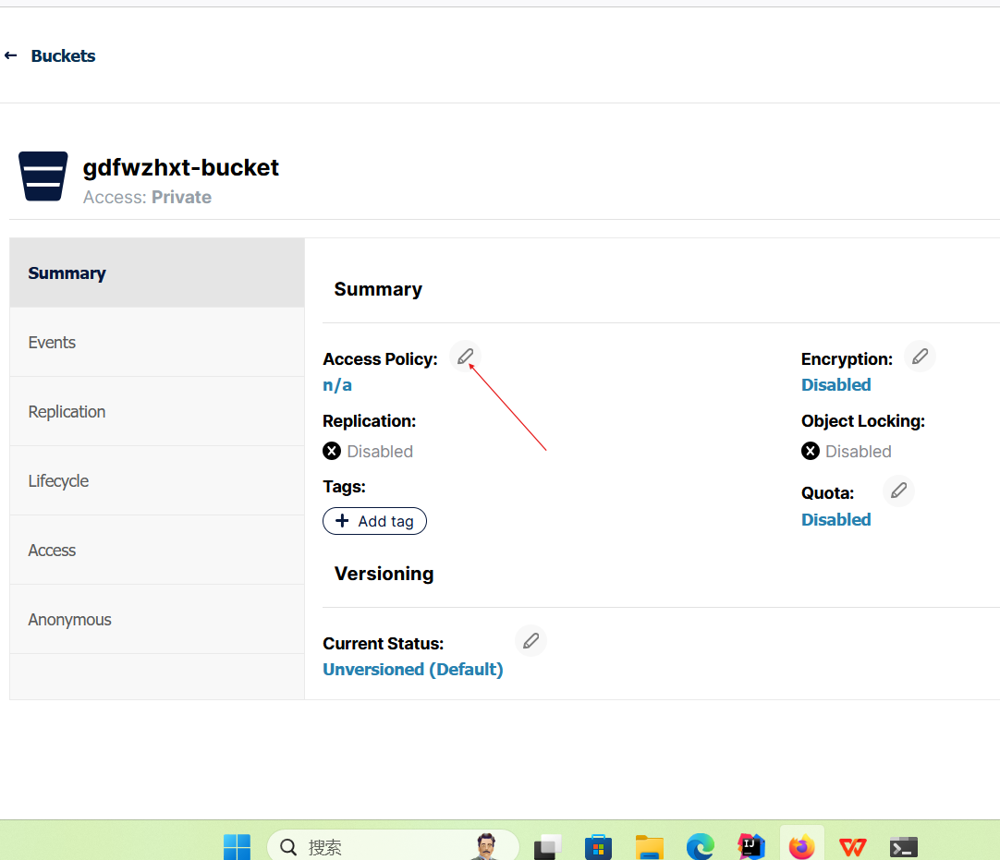 Buckets
gdfwzhxt-bucket
Access: Private
Summary
Events
Replication
Lifecycle
Access
Anonymous
Summary
Access Policy:
n/a
Encryption:
Disabled
Replication:
Disabled
Object Locking:
Disabled
Tags:
Add tag
Quota:
Disabled
Versioning
Current Status:
Unversioned (Default)
搜索
IJ